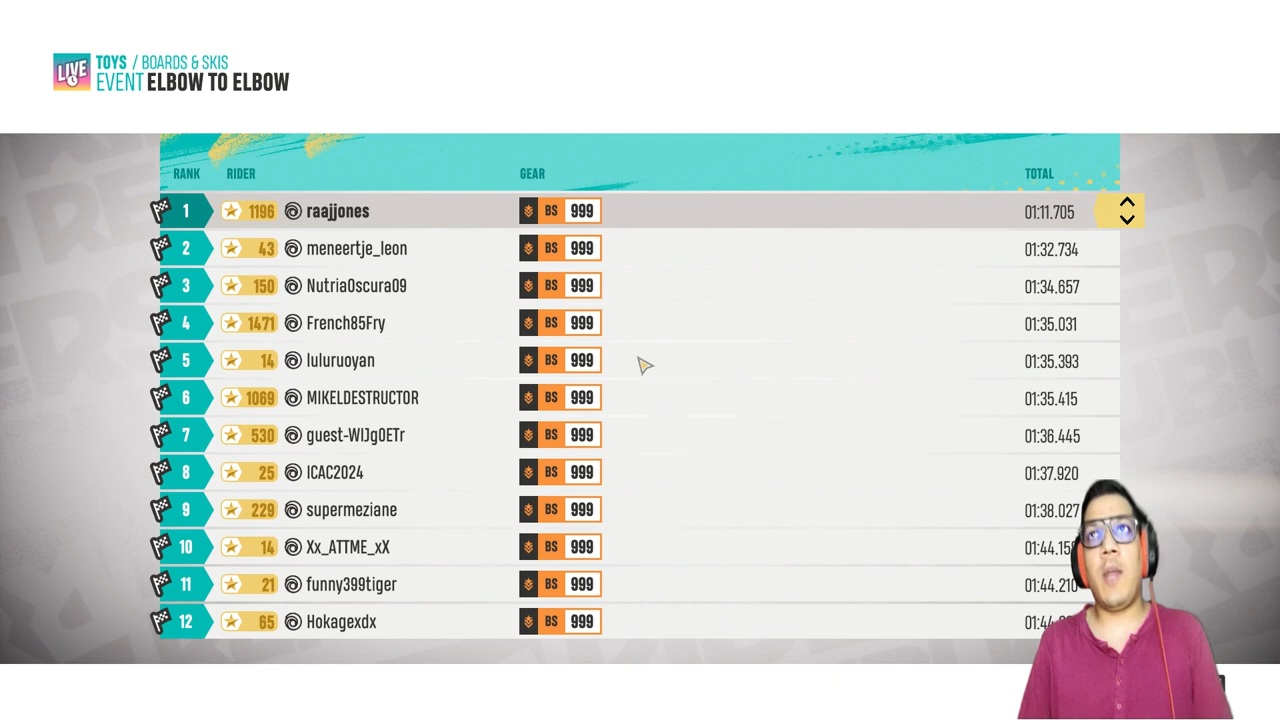 LIVE
TOYS / BOARDS & SKIS
EVENT ELBOW TO ELBOW
RANK RIDER GEAR TOTAL
1 1196 raajjones BS 999 01:11.705
2 43 meneertje_leon BS 999 01:32.734
3 150 NutriaOscura09 BS 999 01:34.657
4 1471 French85Fry BS 999 01:35.031
5 14 luluruoyan BS 999 01:35.393
6 1069 MIKELDESTRUCTOR BS 999 01:35.415
7 530 BS 999 01:36.445
8 25 ICAC2024 BS 999 01:37.920
9 229 supermeziane BS 999 01:38.027
10 14 Xx_ATTME_xX BS 999
11 21 funny399tiger BS 999 01:44.210
12 65 Hokagexdx BS 999